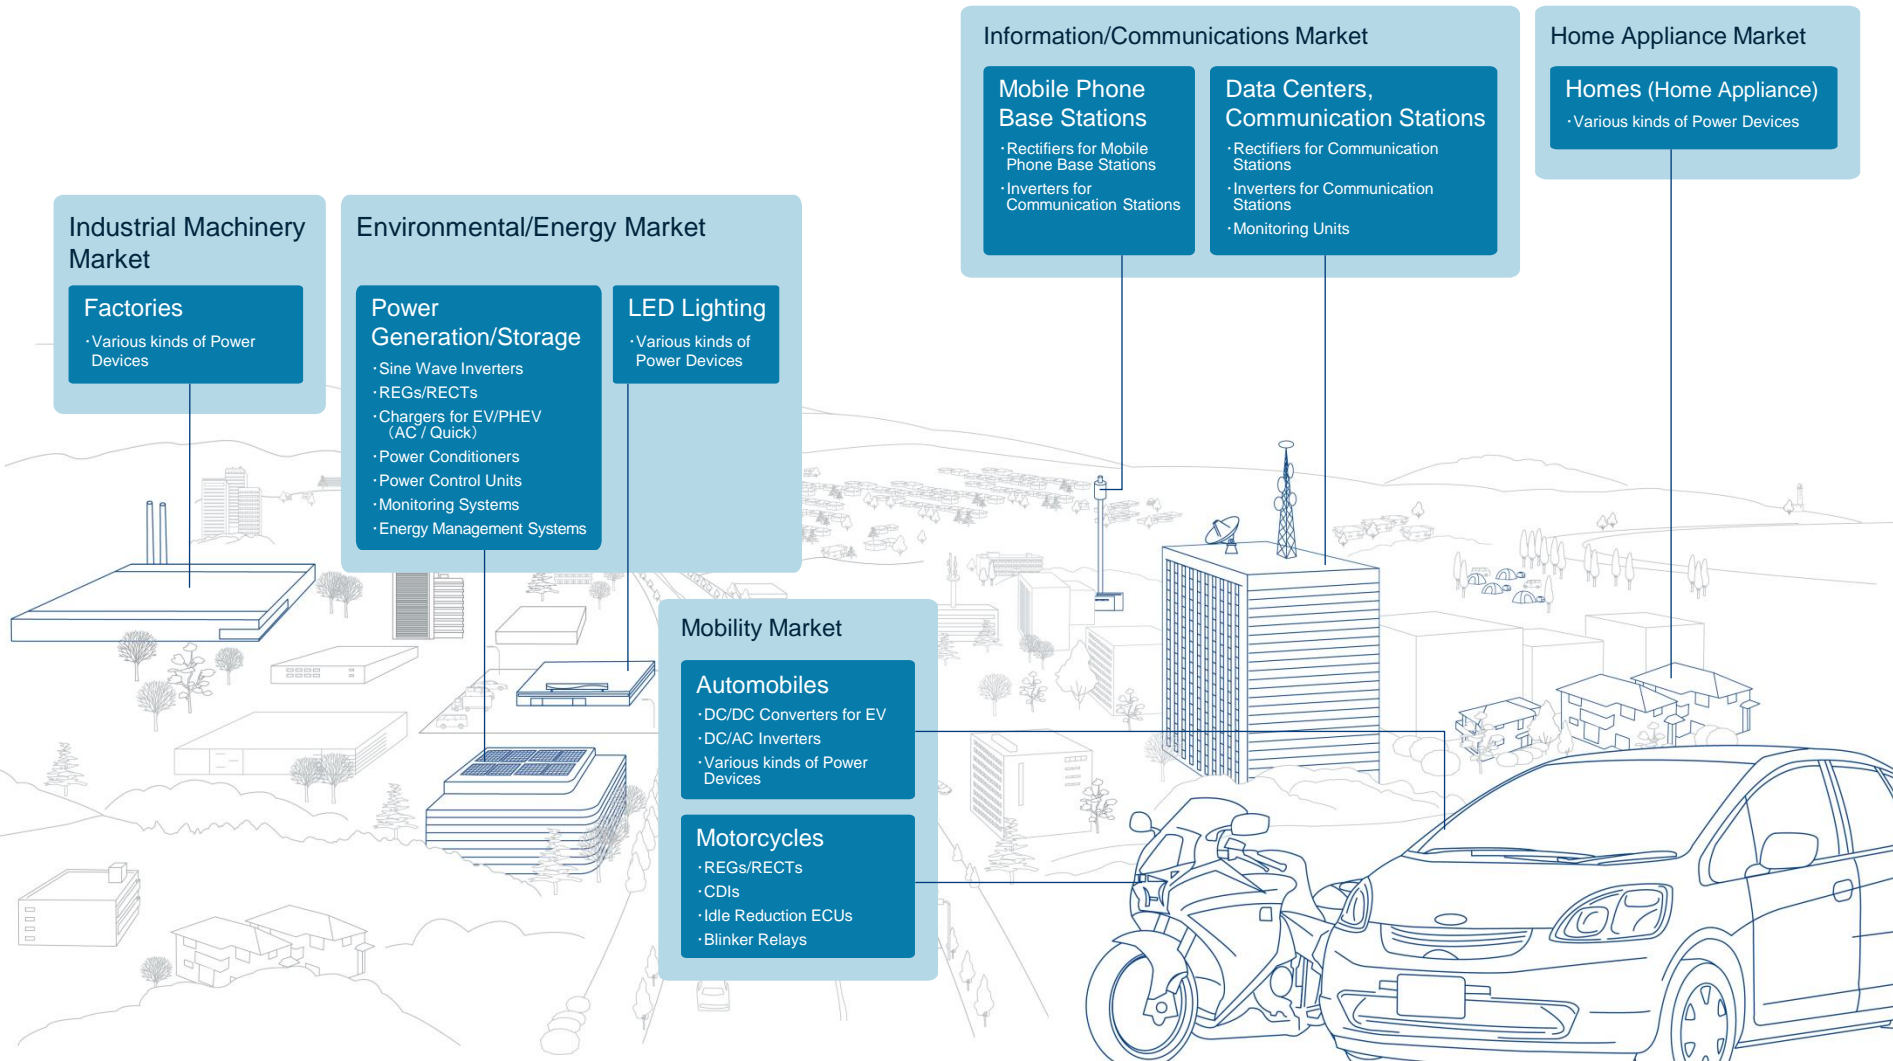 Industrial Machinery
Market
Factories
･Various kinds of Power
Devices
Environmental/Energy Market
Power
Generation/Storage
･Sine Wave Inverters
･REGs/RECTs
･Chargers for EV/PHEV
（AC / Quick）
･Power Conditioners
･Power Control Units
･Monitoring Systems
･Energy Management Systems
LED Lighting
･Various kinds of
Power Devices
Mobility Market
Automobiles
･DC/DC Converters for EV
･DC/AC Inverters
･Various kinds of Power
Devices
Motorcycles
･REGs/RECTs
･CDIs
･Idle Reduction ECUs
･Blinker Relays
Information/Communications Market
Mobile Phone
Base Stations
･Rectifiers for Mobile
Phone Base Stations
･Inverters for
Communication Stations
Data Centers,
Communication Stations
･Rectifiers for Communication
Stations
･Inverters for Communication
Stations
･Monitoring Units
Home Appliance Market
Homes (Home Appliance)
･Various kinds of Power Devices